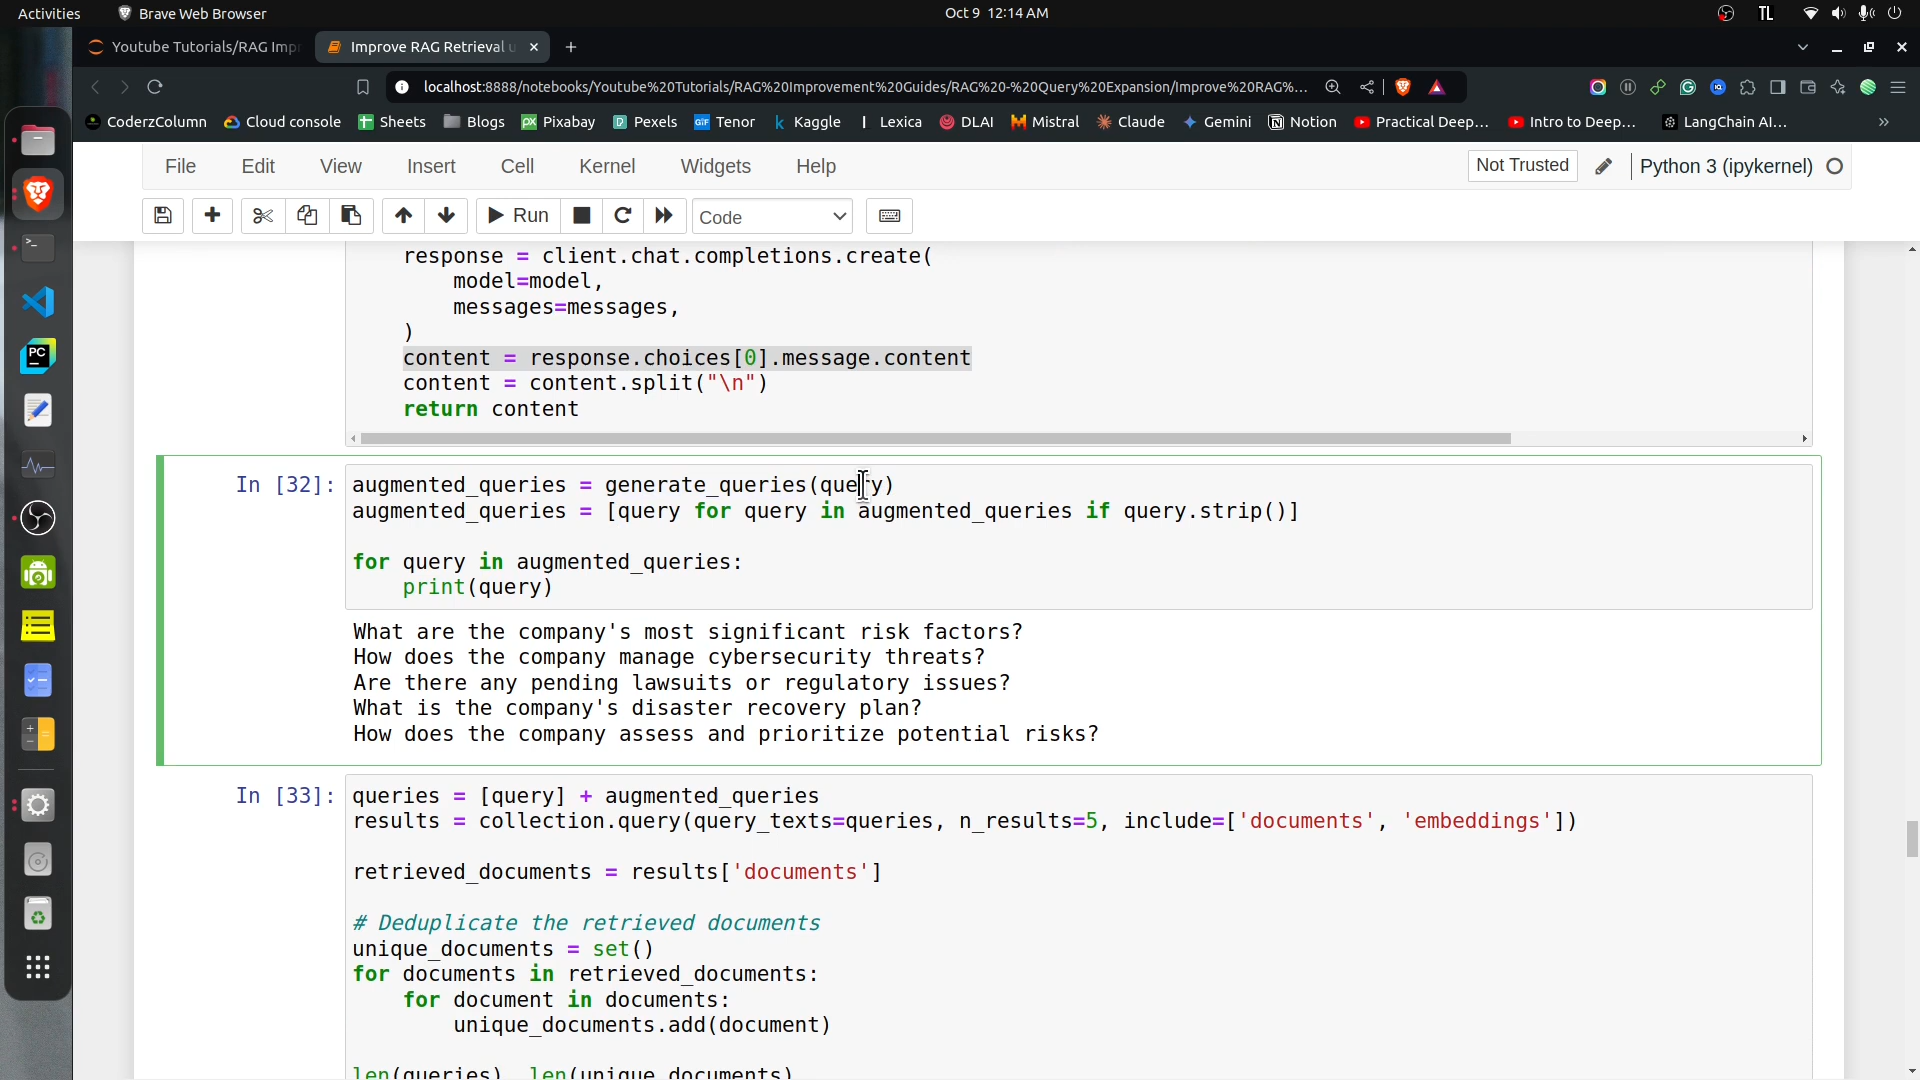 Activities
Brave Web Browser
Oct 9 12:14 AM
TL
Youtube Tutorials/RAG Imp
Improve RAG Retrieval u
localhost:8888/notebooks/Youtube%20Tutorials/RAG%20Improvement%20Guides/RAG%20-%20Query%20Expansion/Improve%20RAG%...
CoderzColumn
Cloud console
Sheets
Blogs
Pixabay
Pexels
Tenor
Kaggle
Lexica
DLAI
Mistral
Claude
Gemini
Notion
Practical Deep...
Intro to Deep...
LangChain AI...
File Edit View Insert Cell Kernel Widgets Help
Not Trusted
Python 3 (ipykernel)
Run
Code
response = client.chat.completions.create(
model=model,
messages=messages,
)
content = response.choices[0].message.content
content = content.split("\n")
return content
In [32]:
augmented_queries = generate_queries(query)
augmented_queries = [query for query in augmented_queries if query.strip()]
for query in augmented_queries:
print(query)
What are the company's most significant risk factors?
How does the company manage cybersecurity threats?
Are there any pending lawsuits or regulatory issues?
What is the company's disaster recovery plan?
How does the company assess and prioritize potential risks?
In [33]:
queries = [query] + augmented_queries
results = collection.query(query_texts=queries, n_results=5, include=['documents', 'embeddings'])
retrieved_documents = results['documents']
# Deduplicate the retrieved documents
unique_documents = set()
for documents in retrieved_documents:
for document in documents:
unique_documents.add(document)
len(queries), len(unique_documents)